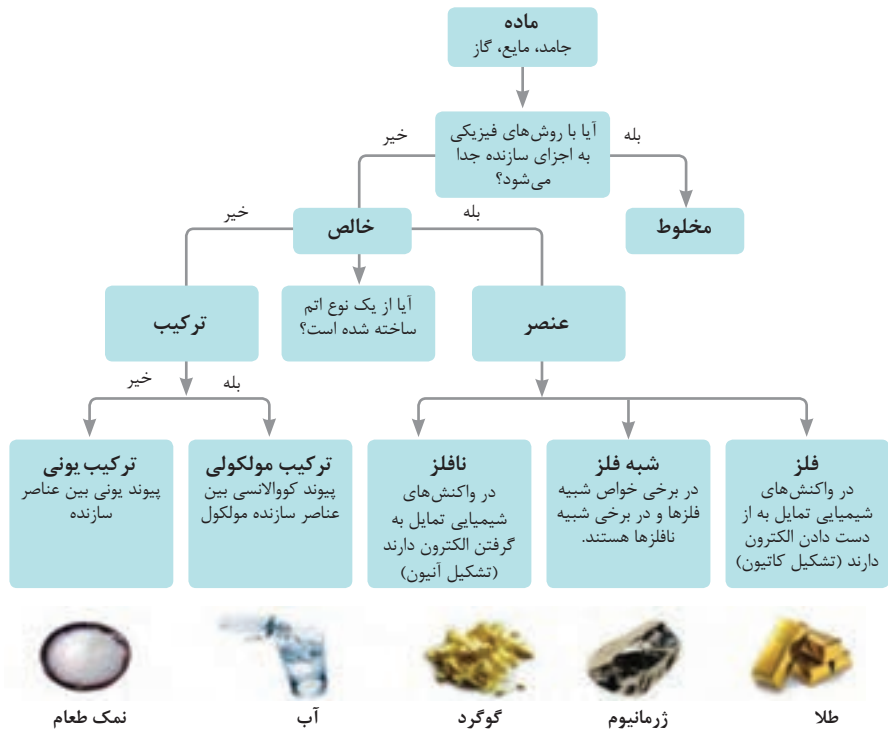 ماده
جامد، مایع، گاز
آیا با روش‌های فیزیکی
به اجزای سازنده جدا
می‌شود؟
بله
خیر
مخلوط
خالص
بله
خیر
آیا از یک نوع اتم
ساخته شده است؟
عنصر
ترکیب
بله
خیر
فلز
در واکنش‌های
شیمیایی تمایل به از
دست دادن الکترون
دارند (تشکیل کاتیون)
شبه فلز
در برخی خواص شبیه
فلزها و در برخی شبیه
نافلزها هستند.
نافلز
در واکنش‌های
شیمیایی تمایل به
گرفتن الکترون دارند
(تشکیل آنیون)
ترکیب مولکولی
پیوند کووالانسی بین
عناصر سازنده مولکول
ترکیب یونی
پیوند یونی بین عناصر
سازنده
طلا
ژرمانیوم
گوگرد
آب
نمک طعام